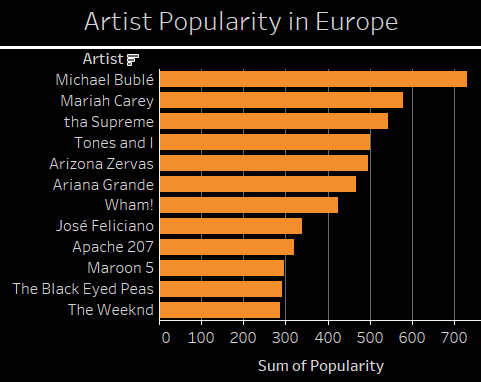 Artist Popularity in Europe
Artist
Michael Bublé
Mariah Carey
tha Supreme
Tones and I
Arizona Zervas
Ariana Grande
Wham!
José Feliciano
Apache 207
Maroon 5
The Black Eyed Peas
The Weeknd
0 100 200 300 400 500 600 700
Sum of Popularity